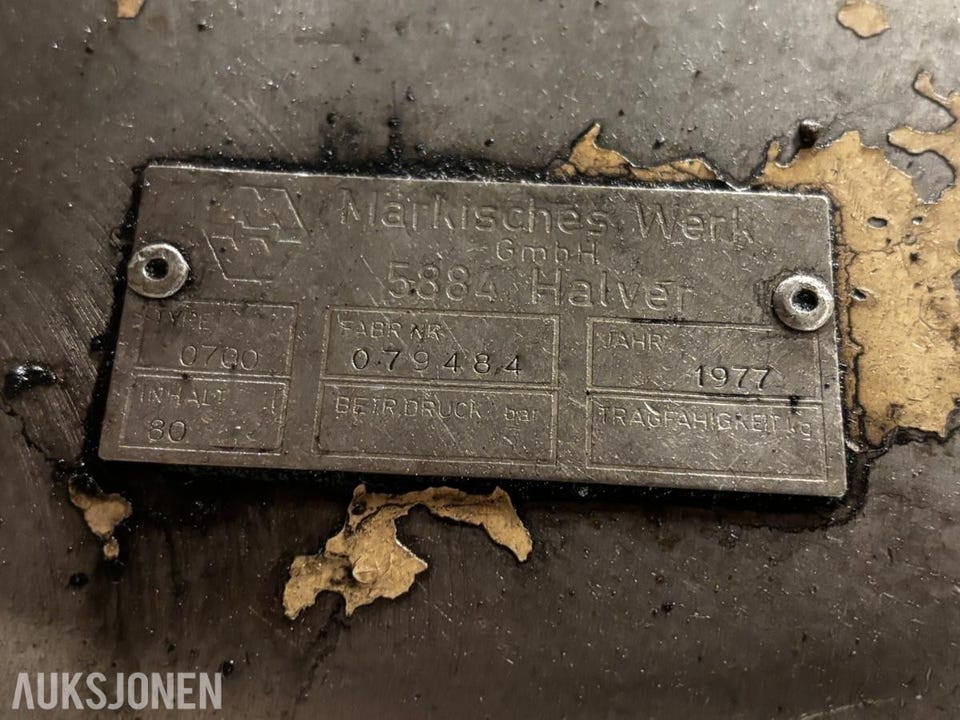 Märkisches Werk
GmbH
5884 Halver
TYPE
0700
FABR.NR.
079484
JAHR
1977
INHALT
80
BETR.DRUCK bar
TRAGFÄHIGKEIT kg
AUKSJONEN